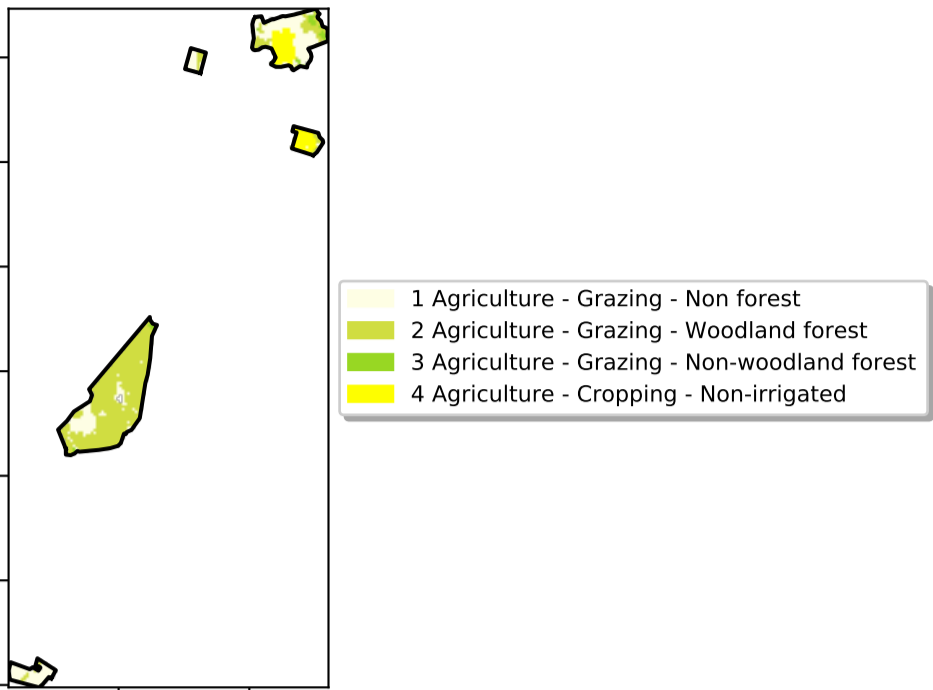 1 Agriculture - Grazing - Non forest
2 Agriculture - Grazing - Woodland forest
3 Agriculture - Grazing - Non-woodland forest
4 Agriculture - Cropping - Non-irrigated